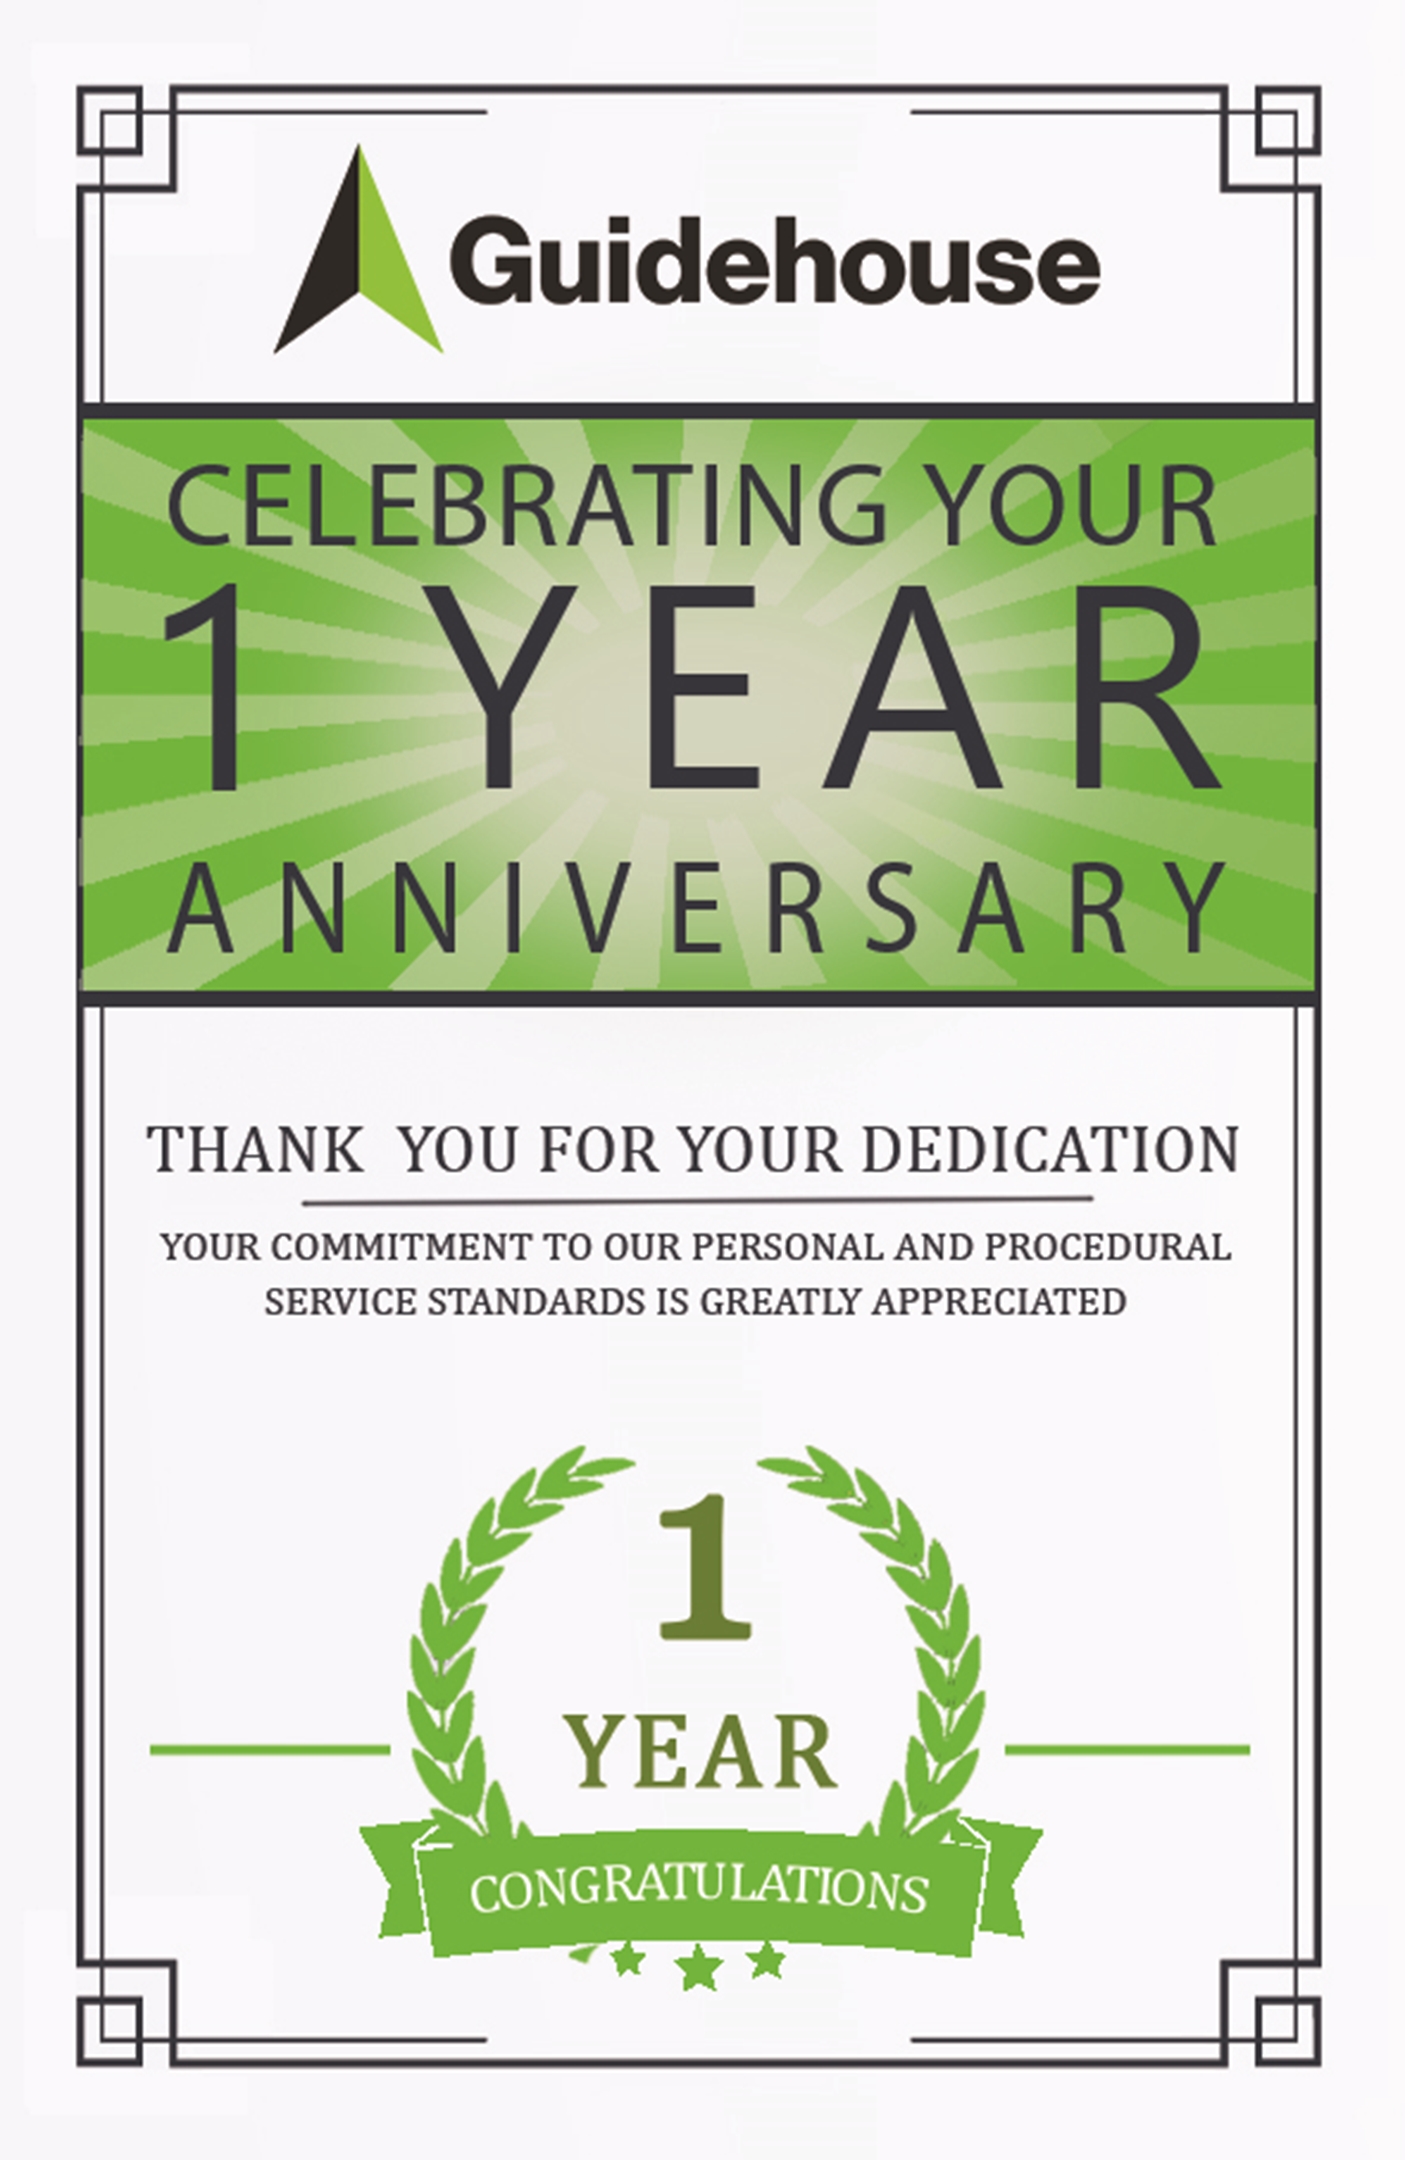 Guidehouse
CELEBRATING YOUR
1 YEAR
ANNIVERSARY
THANK YOU FOR YOUR DEDICATION
YOUR COMMITMENT TO OUR PERSONAL AND PROCEDURAL
SERVICE STANDARDS IS GREATLY APPRECIATED
1
YEAR
CONGRATULATIONS